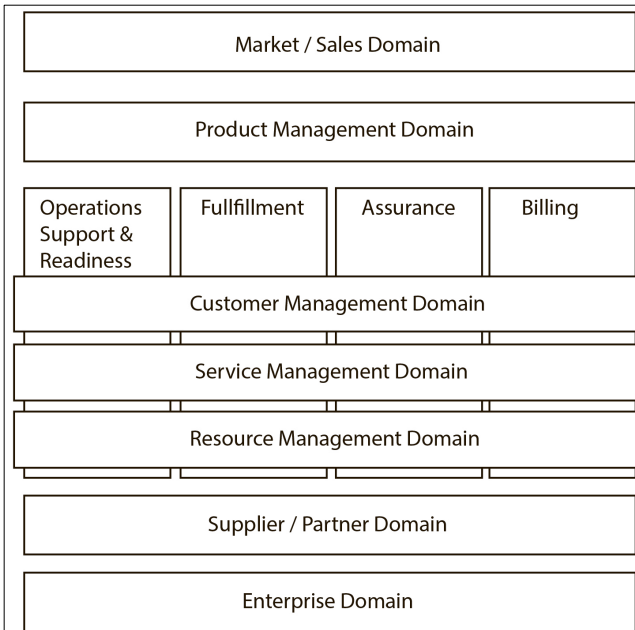 Market / Sales Domain
Product Management Domain
Operations
Support &
Readiness
Fullfillment
Assurance
Billing
Customer Management Domain
Service Management Domain
Resource Management Domain
Supplier / Partner Domain
Enterprise Domain